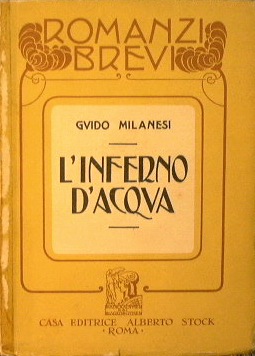 ROMANZI
BREVI
GVIDO MILANESI
L'INFERNO
D'ACQVA
CASA EDITRICE ALBERTO STOCK
·ROMA·